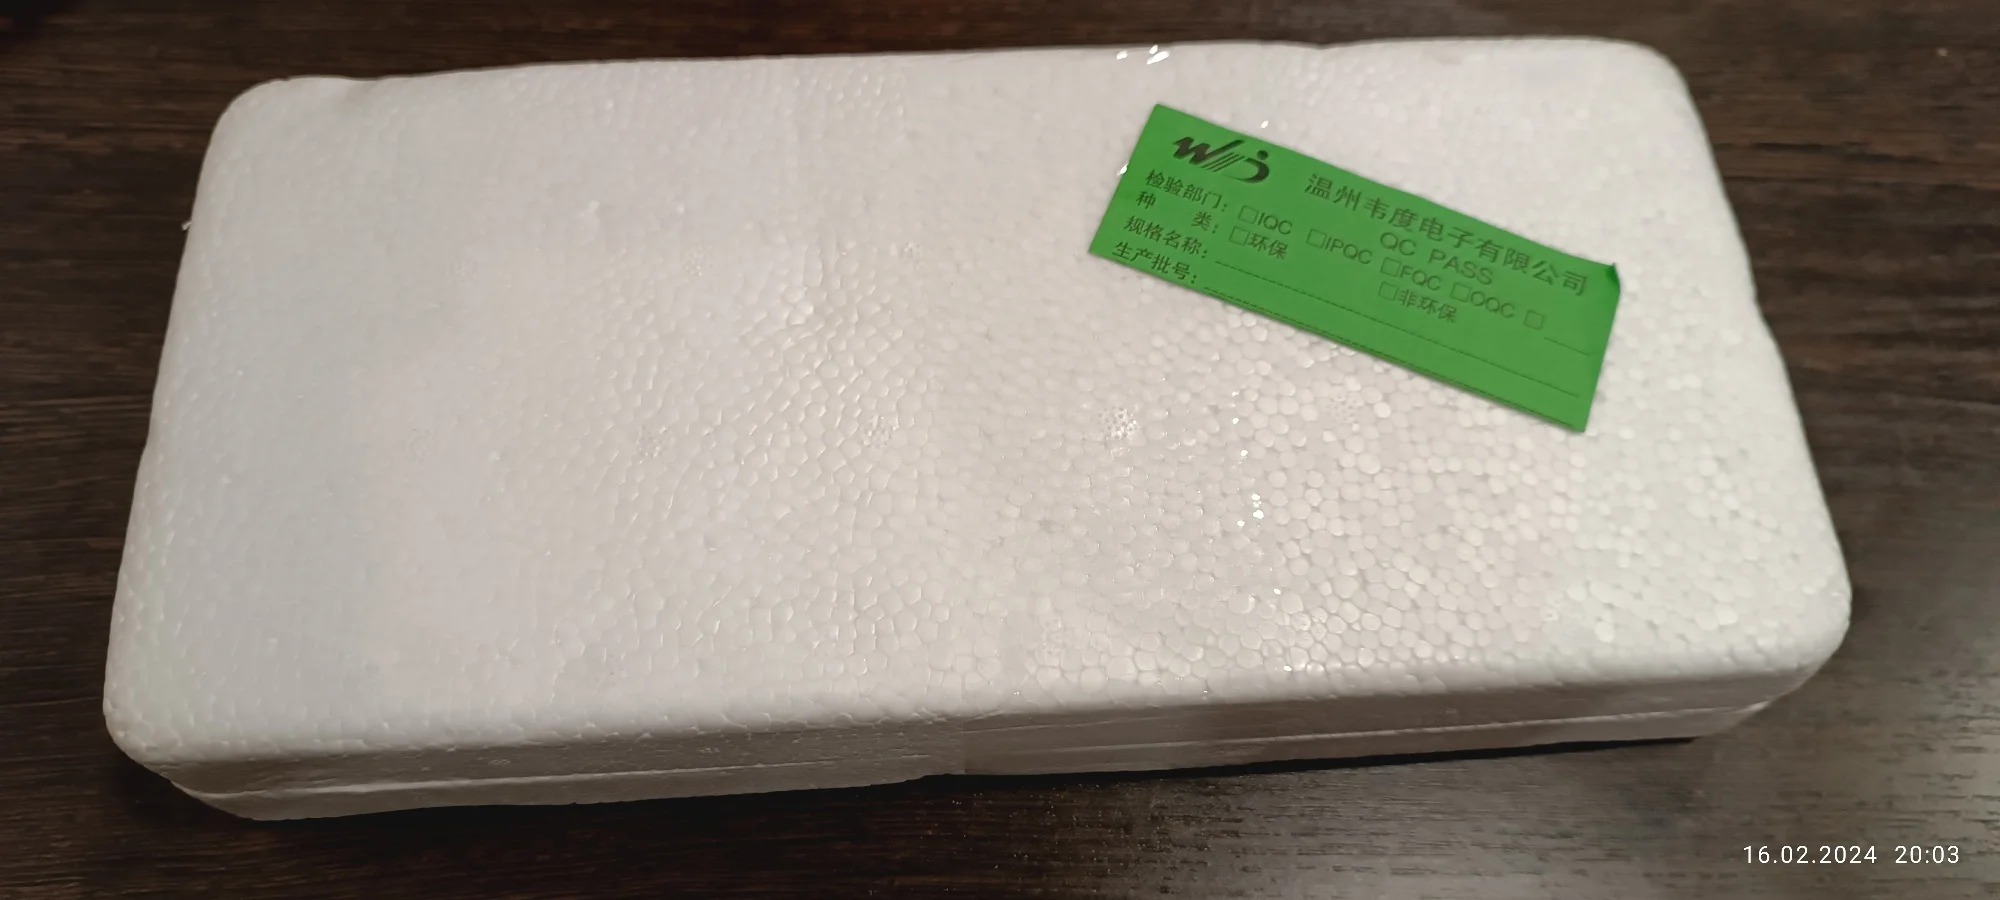 WD 温州韦度电子有限公司
QC PASS
检验部门: □IQC □IPQC □FQC □OQC □
种 类: □环保 □非环保
规格名称:
生产批号:
16.02.2024 20:03